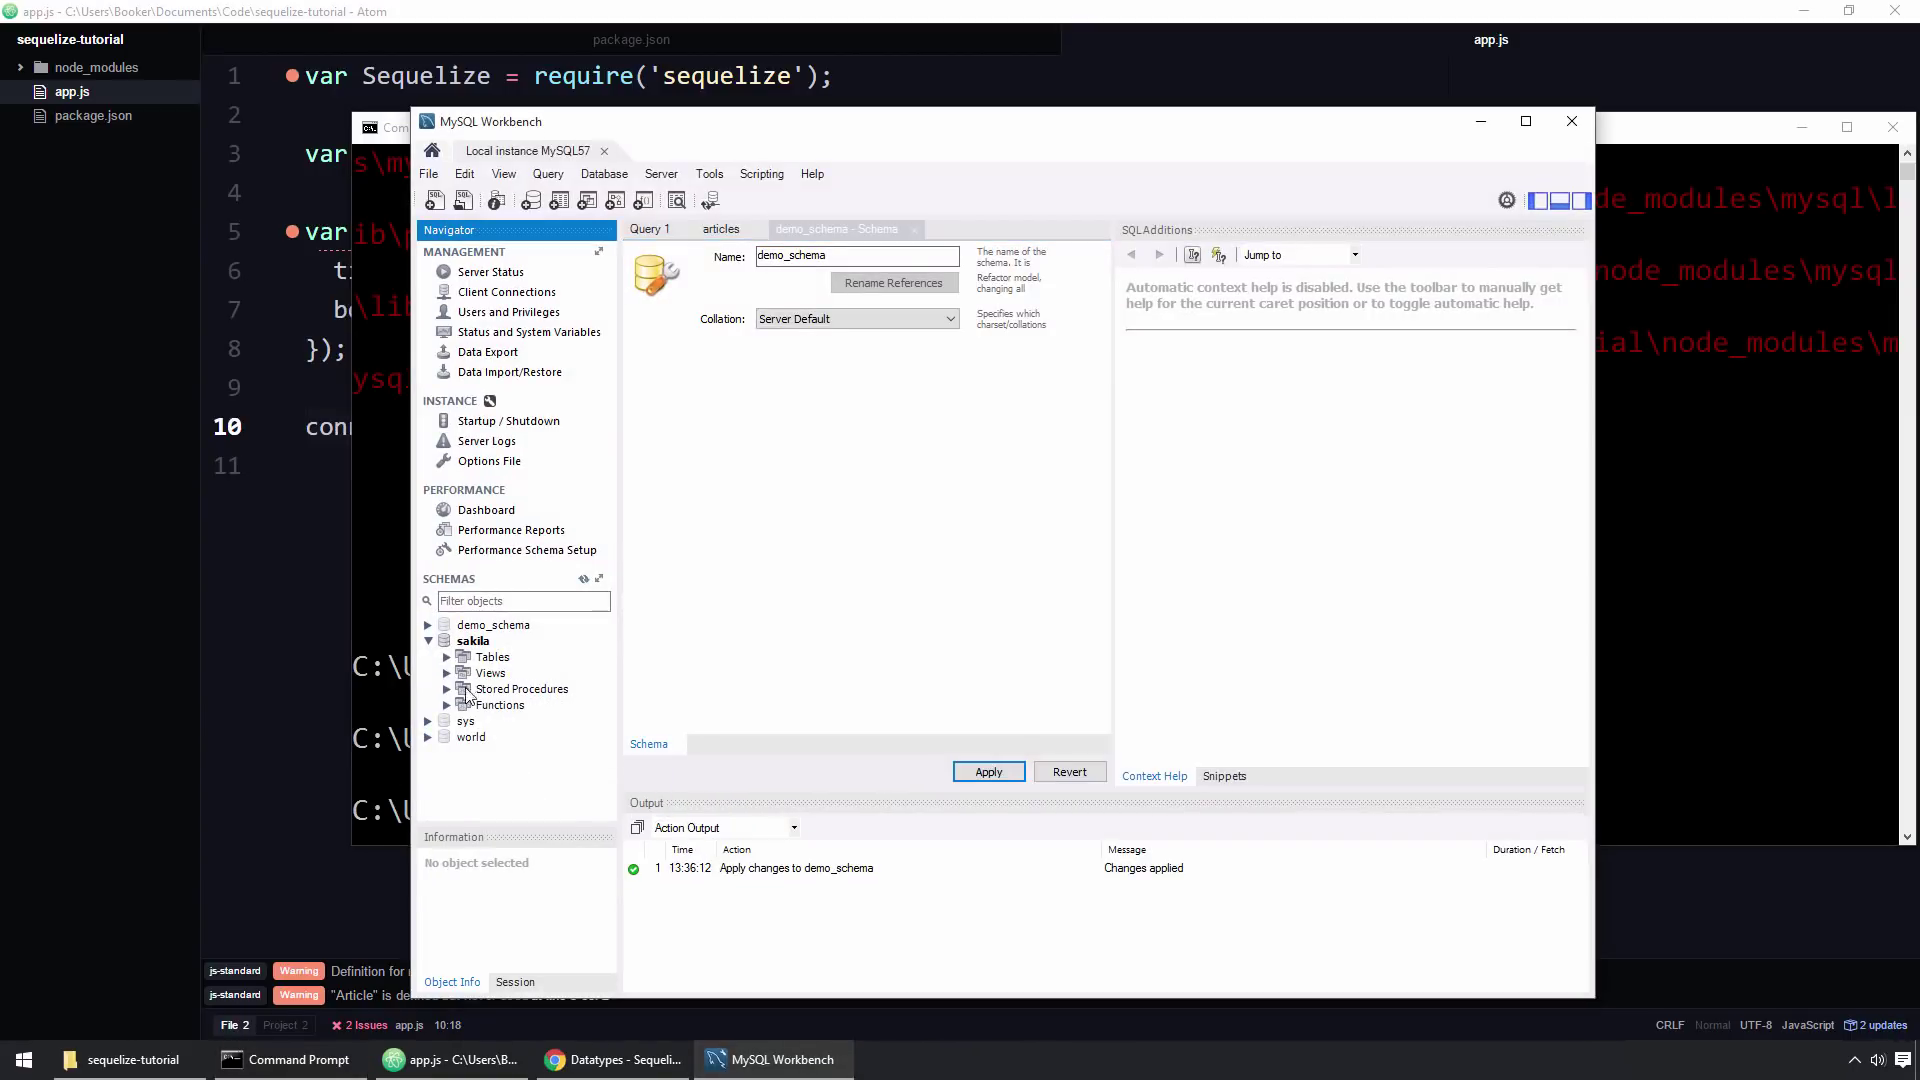 app.js - C:\Users\Booker\Documents\Code\sequelize-tutorial - Atom
sequelize-tutorial
package.json
app.js
node_modules
app.js
package.json
1 var Sequelize = require('sequelize');
2
3 var
4
5 var
6
7
8 });
9
10
11
MySQL Workbench
Local instance MySQL57
File Edit View Query Database Server Tools Scripting Help
Navigator
MANAGEMENT
Server Status
Client Connections
Users and Privileges
Status and System Variables
Data Export
Data Import/Restore
INSTANCE
Startup / Shutdown
Server Logs
Options File
PERFORMANCE
Dashboard
Performance Reports
Performance Schema Setup
SCHEMAS
Filter objects
demo_schema
sakila
Tables
Views
Stored Procedures
Functions
sys
world
Information
No object selected
Object Info Session
Query 1 articles demo_schema - Schema
Name: demo_schema
The name of the
schema. It is
Rename References
Refactor model,
changing all
Collation: Server Default
Specifies which
charset/collations
Schema
Apply Revert
SQLAdditions
Jump to
Automatic context help is disabled. Use the toolbar to manually get
help for the current caret position or to toggle automatic help.
Context Help Snippets
Output
Action Output
Time Action Message Duration / Fetch
1 13:36:12 Apply changes to demo_schema Changes applied
de_modules\mysql\l
node_modules\mysql
ial\node_modules\m
ysq
js-standard Warning Definition for
js-standard Warning "Article" is
File 2 Project 2 2 Issues app.js 10:18
CRLF Normal UTF-8 JavaScript 2 updates
sequelize-tutorial
Command Prompt
app.js - C:\Users\B...
Datatypes - Sequeli...
MySQL Workbench